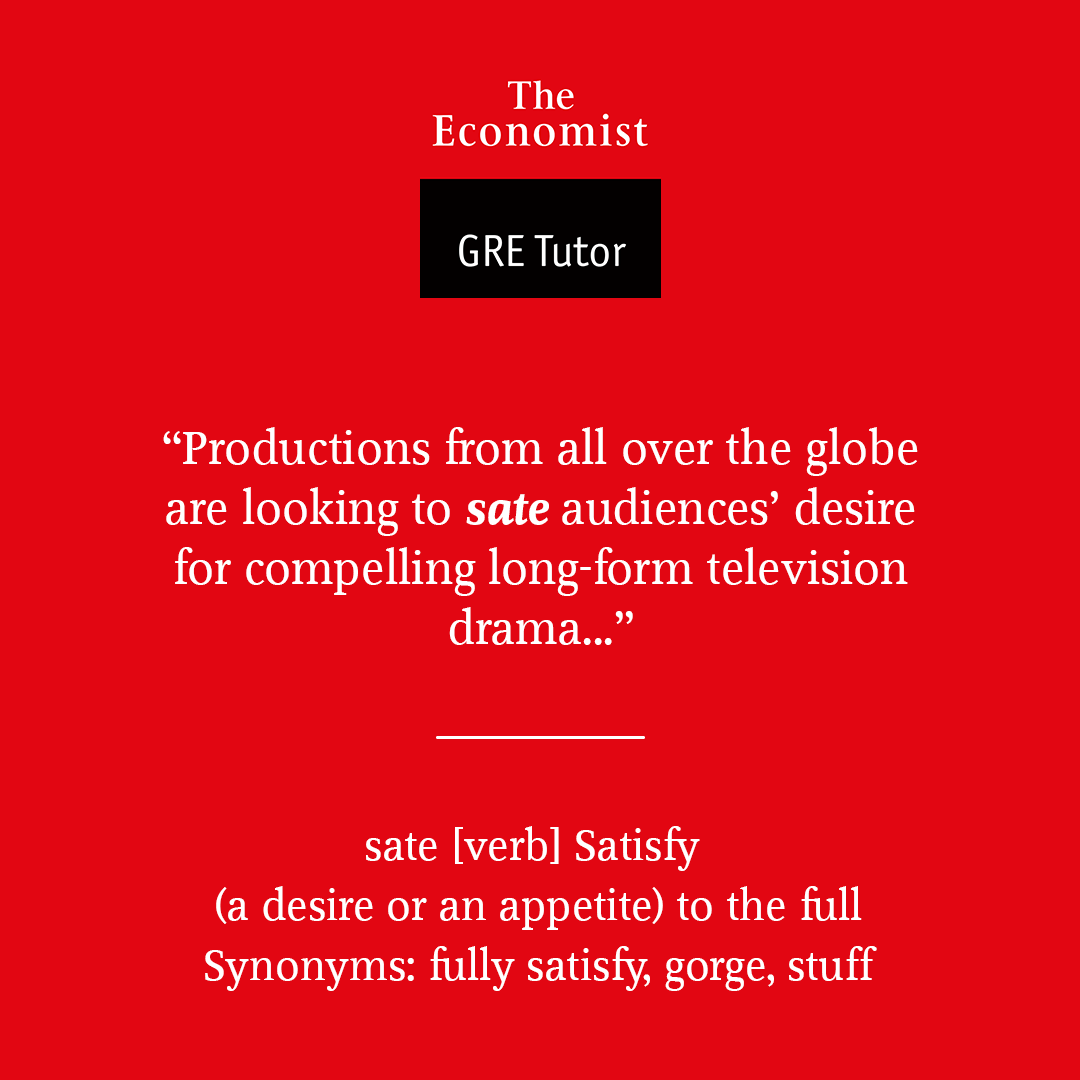 The
Economist
GRE Tutor
“Productions from all over the globe
are looking to sate audiences’ desire
for compelling long-form television
drama...”
sate [verb] Satisfy
(a desire or an appetite) to the full
Synonyms: fully satisfy, gorge, stuff